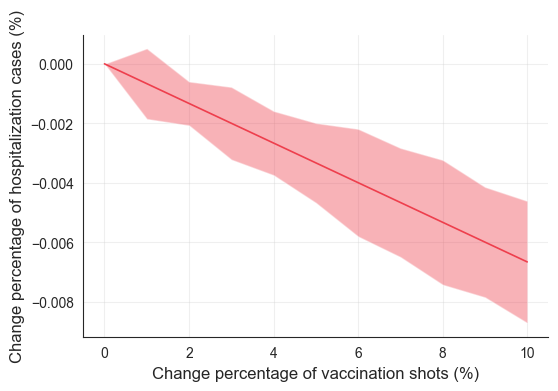 Change percentage of hospitalization cases (%)
0.000
−0.002
−0.004
−0.006
−0.008
0 2 4 6 8 10
Change percentage of vaccination shots (%)